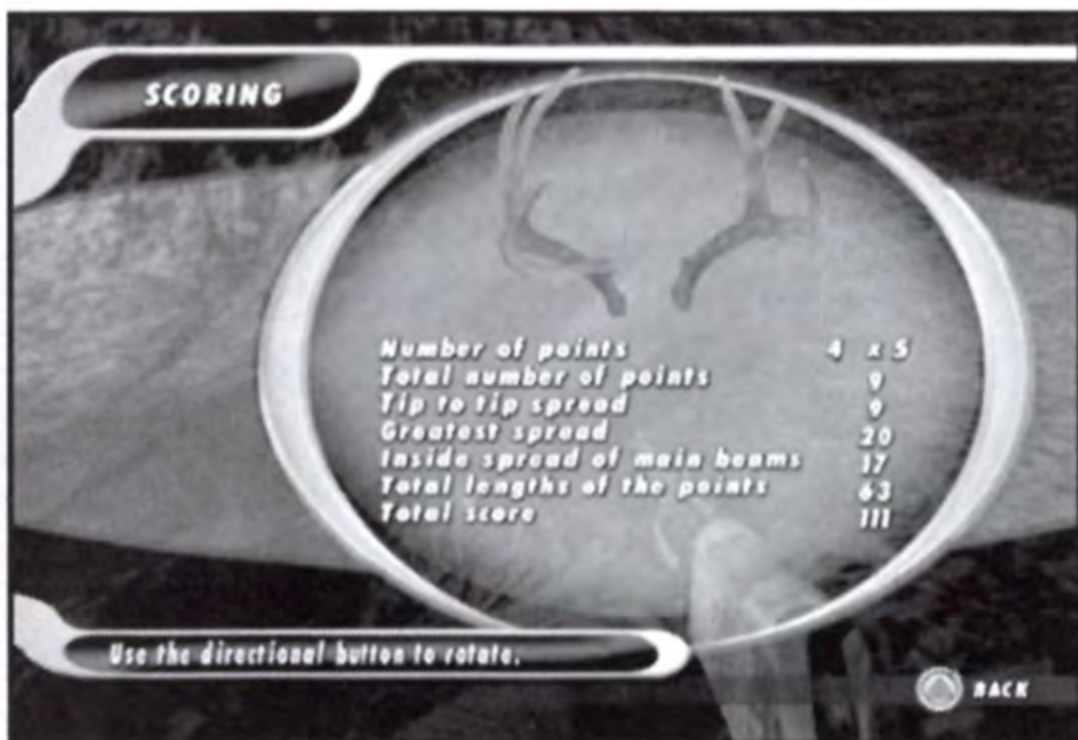 SCORING
Number of points 4 x 5
Total number of points 9
Tip to tip spread 9
Greatest spread 20
Inside spread of main beams 17
Total lengths of the points 63
Total score 111
Use the directional button to rotate.
BACK